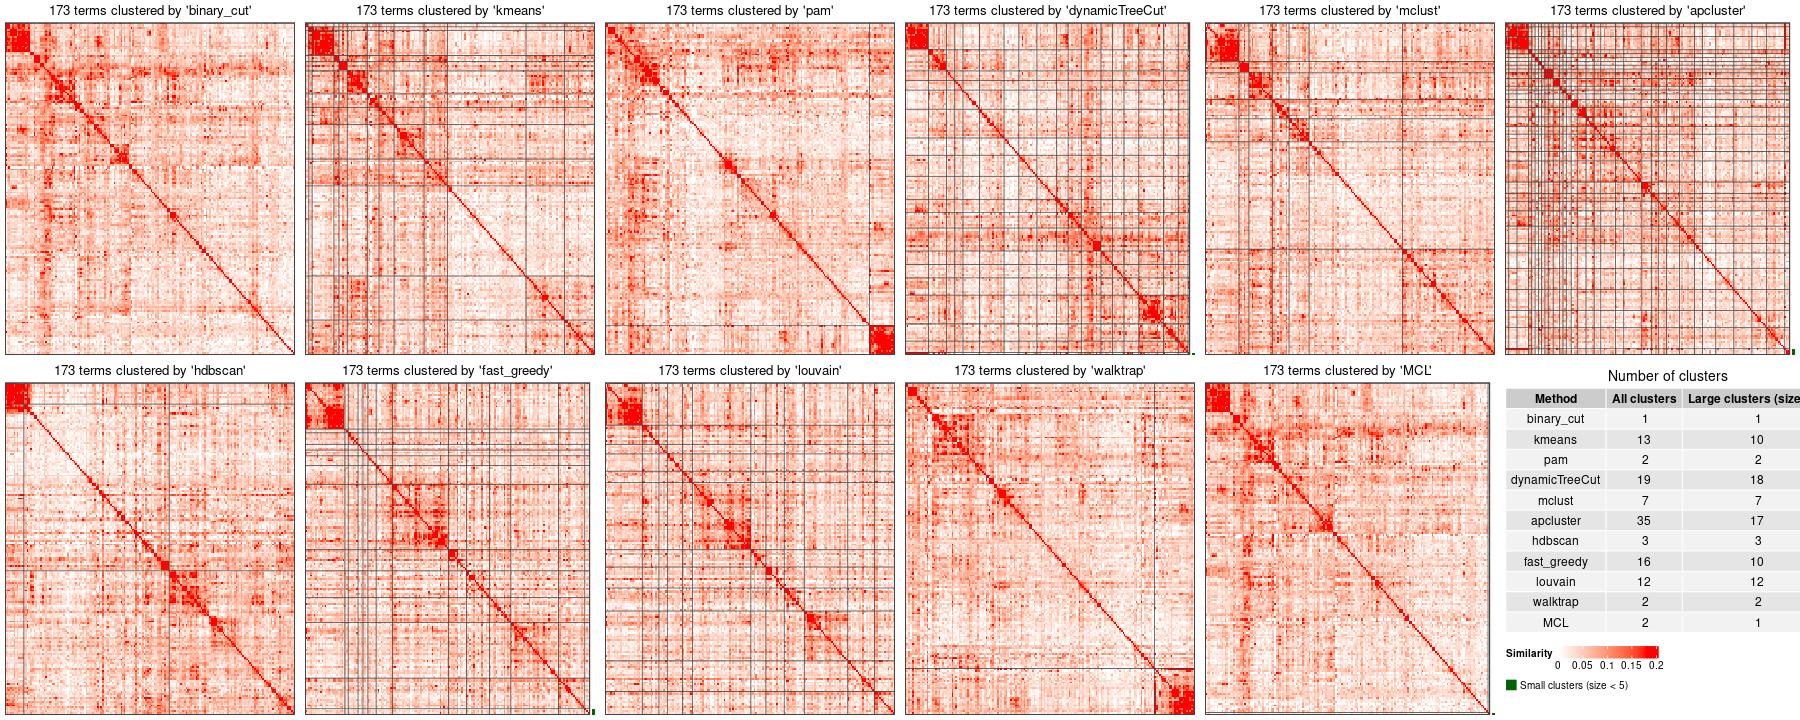 173 terms clustered by 'binary_cut'
173 terms clustered by 'kmeans'
173 terms clustered by 'pam'
173 terms clustered by 'dynamicTreeCut'
173 terms clustered by 'mclust'
173 terms clustered by 'apcluster'
173 terms clustered by 'hdbscan'
173 terms clustered by 'fast_greedy'
173 terms clustered by 'louvain'
173 terms clustered by 'walktrap'
173 terms clustered by 'MCL'
Number of clusters
Method All clusters Large clusters (size
binary_cut 1 1
kmeans 13 10
pam 2 2
dynamicTreeCut 19 18
mclust 7 7
apcluster 35 17
hdbscan 3 3
fast_greedy 16 10
louvain 12 12
walktrap 2 2
MCL 2 1
Similarity
0 0.05 0.1 0.15 0.2
Small clusters (size < 5)